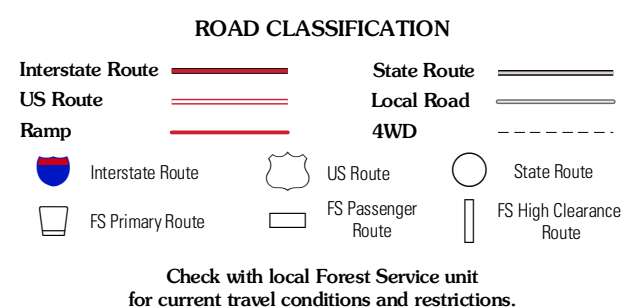 ROAD CLASSIFICATION
Interstate Route
State Route
US Route
Local Road
Ramp
4WD
Interstate Route
US Route
State Route
FS Primary Route
FS Passenger
Route
FS High Clearance
Route
Check with local Forest Service unit
for current travel conditions and restrictions.